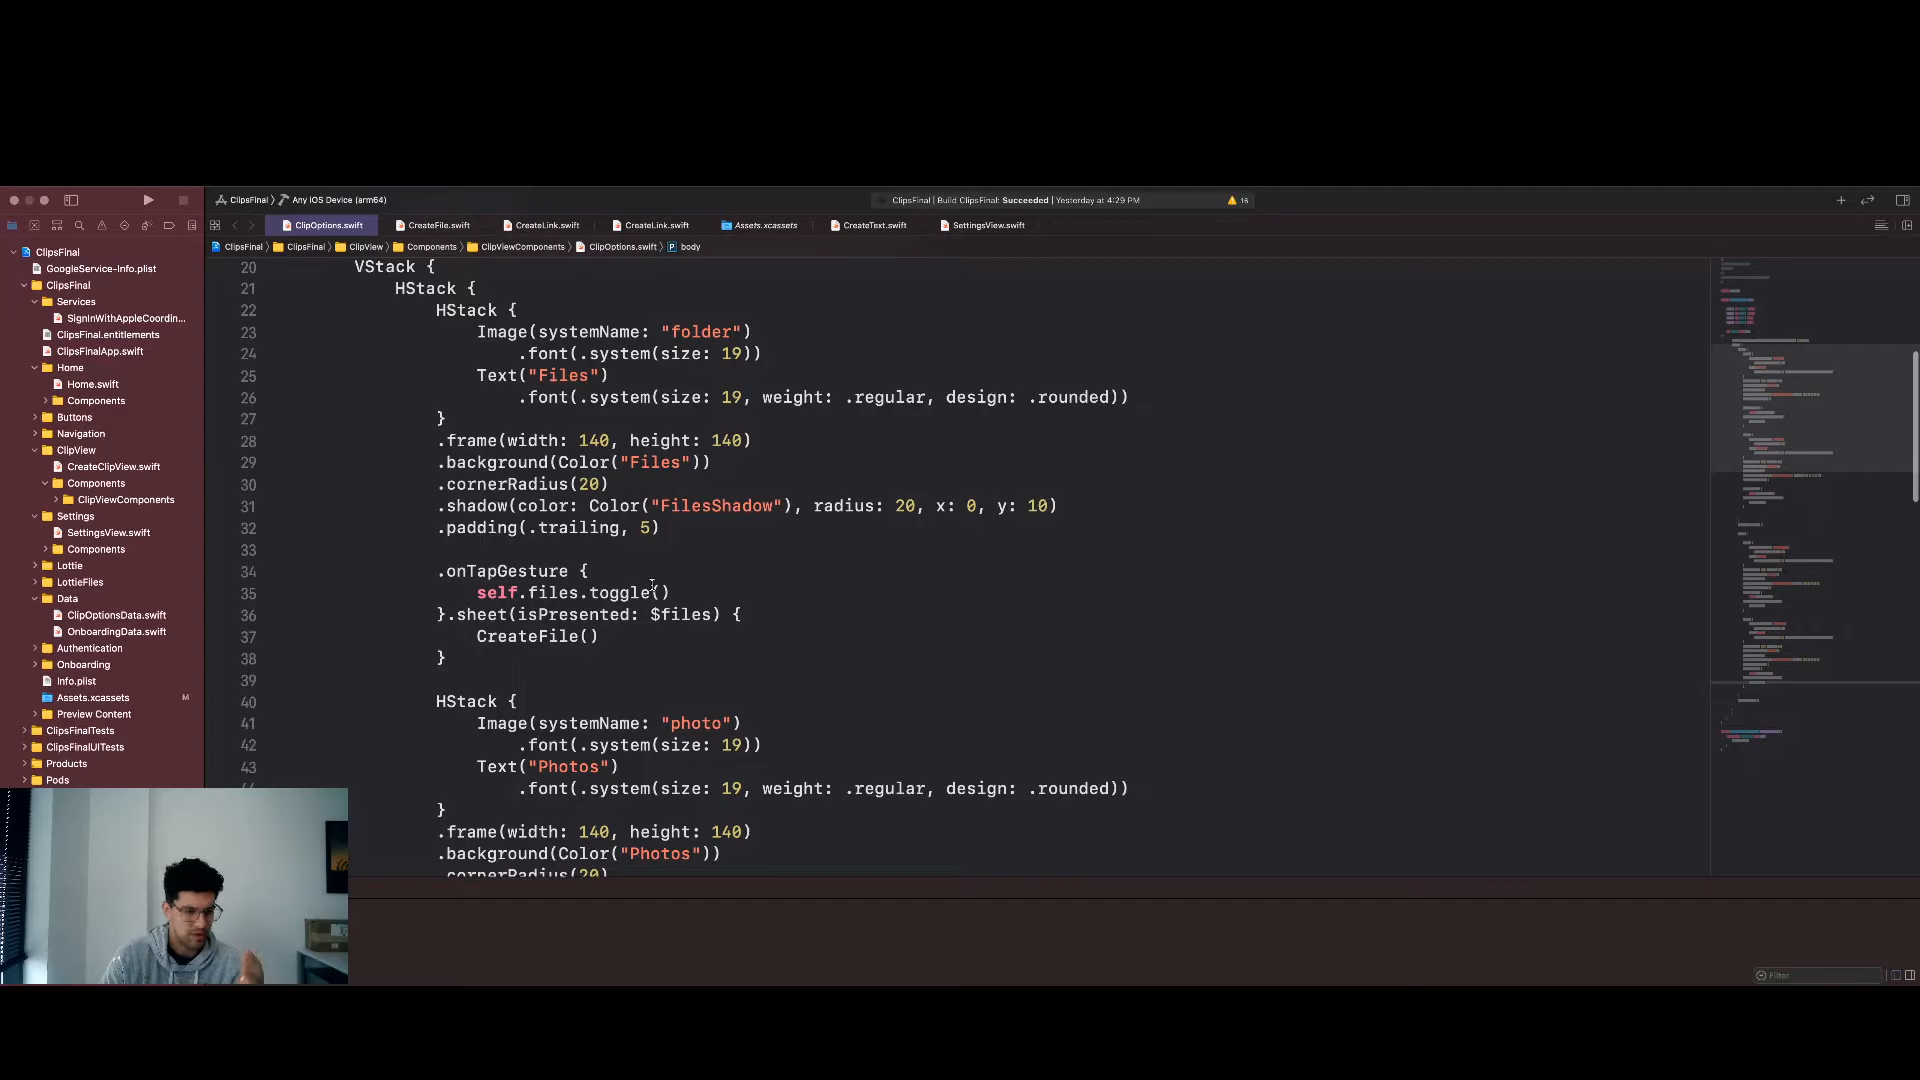 ClipsFinal
Any iOS Device (arm64)
ClipsFinal | Build ClipsFinal: Succeeded | Yesterday at 4:29 PM
16
ClipOptions.swift
CreateFile.swift
CreateLink.swift
CreateLink.swift
Assets.xcassets
CreateText.swift
SettingsView.swift
ClipsFinal
ClipsFinal
ClipView
Components
ClipViewComponents
ClipOptions.swift
P body
ClipsFinal
GoogleService-Info.plist
ClipsFinal
Services
SignInWithAppleCoordin...
ClipsFinal.entitlements
ClipsFinalApp.swift
Home
Home.swift
Components
Buttons
Navigation
ClipView
CreateClipView.swift
Components
ClipViewComponents
Settings
SettingsView.swift
Components
Lottie
LottieFiles
Data
ClipOptionsData.swift
OnboardingData.swift
Authentication
Onboarding
Info.plist
Assets.xcassets M
Preview Content
ClipsFinalTests
ClipsFinalUITests
Products
Pods
20 VStack {
21 HStack {
22 HStack {
23 Image(systemName: "folder")
24 .font(.system(size: 19))
25 Text("Files")
26 .font(.system(size: 19, weight: .regular, design: .rounded))
27 }
28 .frame(width: 140, height: 140)
29 .background(Color("Files"))
30 .cornerRadius(20)
31 .shadow(color: Color("FilesShadow"), radius: 20, x: 0, y: 10)
32 .padding(.trailing, 5)
33
34 .onTapGesture {
35 self.files.toggle()
36 }.sheet(isPresented: $files) {
37 CreateFile()
38 }
39
40 HStack {
41 Image(systemName: "photo")
42 .font(.system(size: 19))
43 Text("Photos")
.font(.system(size: 19, weight: .regular, design: .rounded))
}
.frame(width: 140, height: 140)
.background(Color("Photos"))
.cornerRadius(20)
Filter